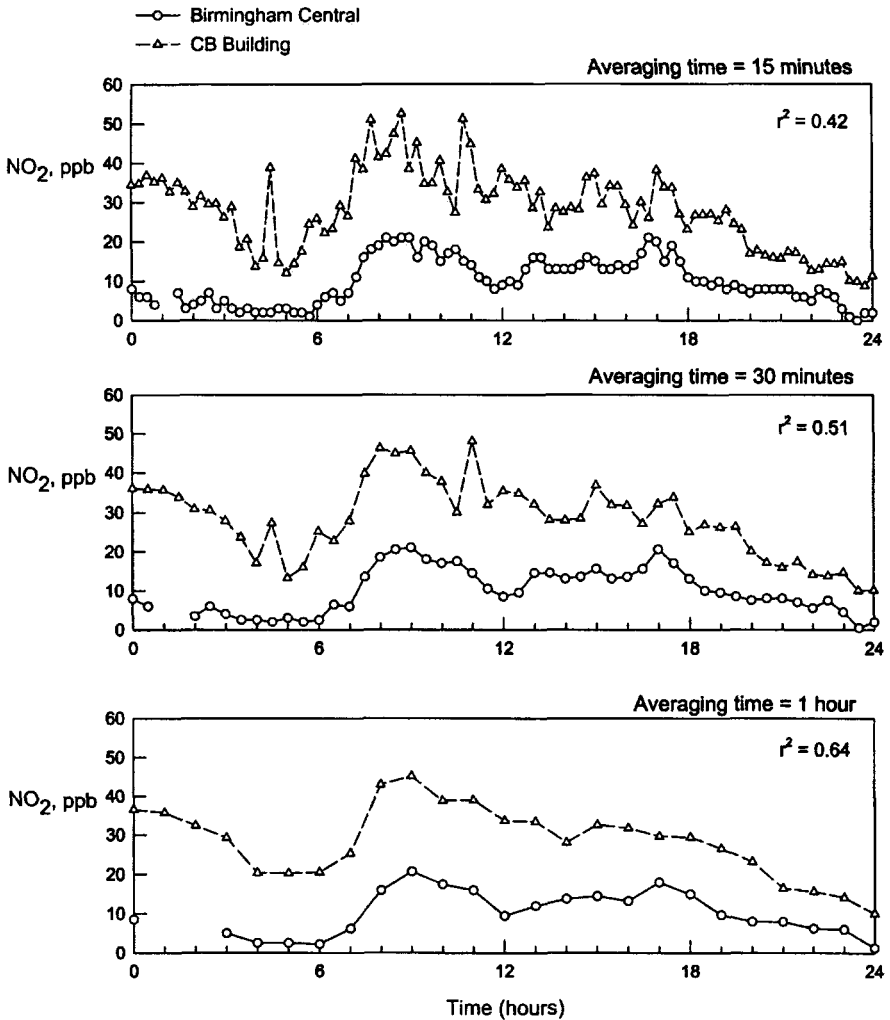 Birmingham Central
CB Building
Averaging time = 15 minutes
r² = 0.42
NO₂, ppb
60
50
40
30
20
10
0
0 6 12 18 24
Averaging time = 30 minutes
r² = 0.51
NO₂, ppb
60
50
40
30
20
10
0
0 6 12 18 24
Averaging time = 1 hour
r² = 0.64
NO₂, ppb
60
50
40
30
20
10
0
0 6 12 18 24
Time (hours)